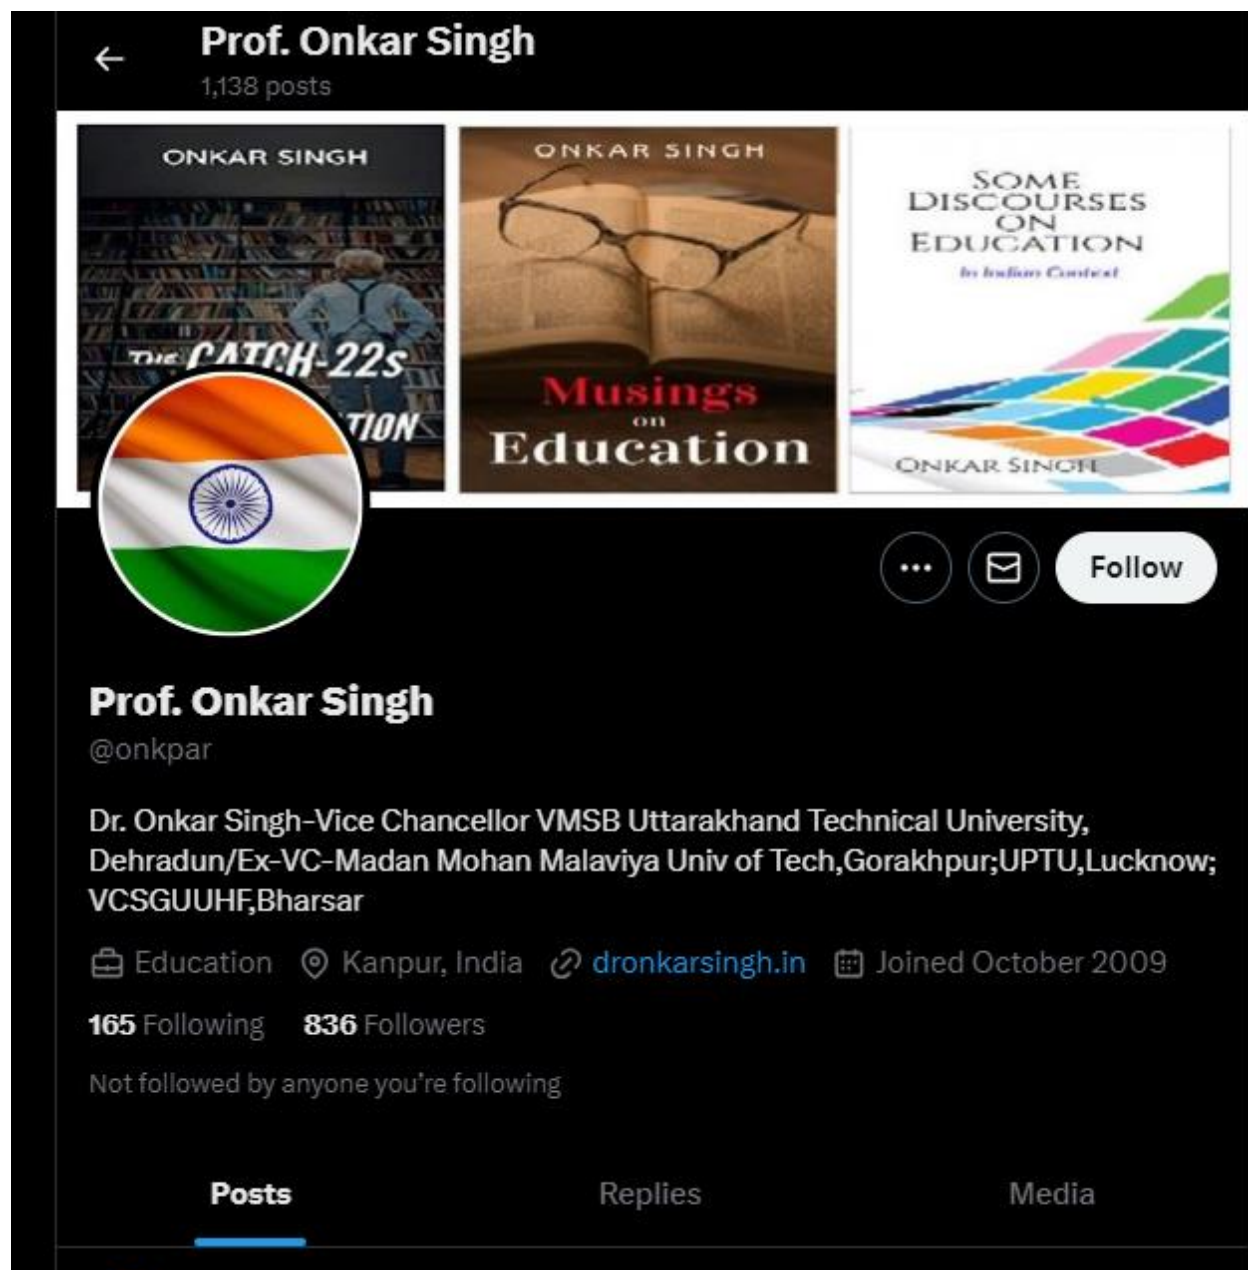 Prof. Onkar Singh
1,138 posts
ONKAR SINGH
THE CATCH-22s
TION
ONKAR SINGH
Musings
on
Education
SOME
DISCOURSES
ON
EDUCATION
In Indian Context
ONKAR SINGH
Follow
Prof. Onkar Singh
@onkpar
Dr. Onkar Singh-Vice Chancellor VMSB Uttarakhand Technical University,
Dehradun/Ex-VC-Madan Mohan Malaviya Univ of Tech,Gorakhpur;UPTU,Lucknow;
VCSGUUHF,Bharsar
Education Kanpur, India dronkarsingh.in Joined October 2009
165 Following 836 Followers
Not followed by anyone you're following
Posts Replies Media